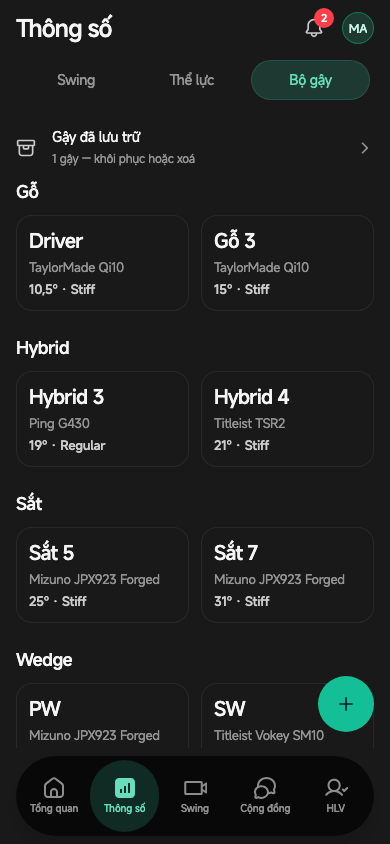 Thông số
2
MA
Swing
Thể lực
Bộ gậy
Gậy đã lưu trữ
1 gậy — khôi phục hoặc xoá
Gỗ
Driver
TaylorMade Qi10
10,5° · Stiff
Gỗ 3
TaylorMade Qi10
15° · Stiff
Hybrid
Hybrid 3
Ping G430
19° · Regular
Hybrid 4
Titleist TSR2
21° · Stiff
Sắt
Sắt 5
Mizuno JPX923 Forged
25° · Stiff
Sắt 7
Mizuno JPX923 Forged
31° · Stiff
Wedge
PW
Mizuno JPX923 Forged
SW
Titleist Vokey SM10
Tổng quan
Thông số
Swing
Cộng đồng
HLV